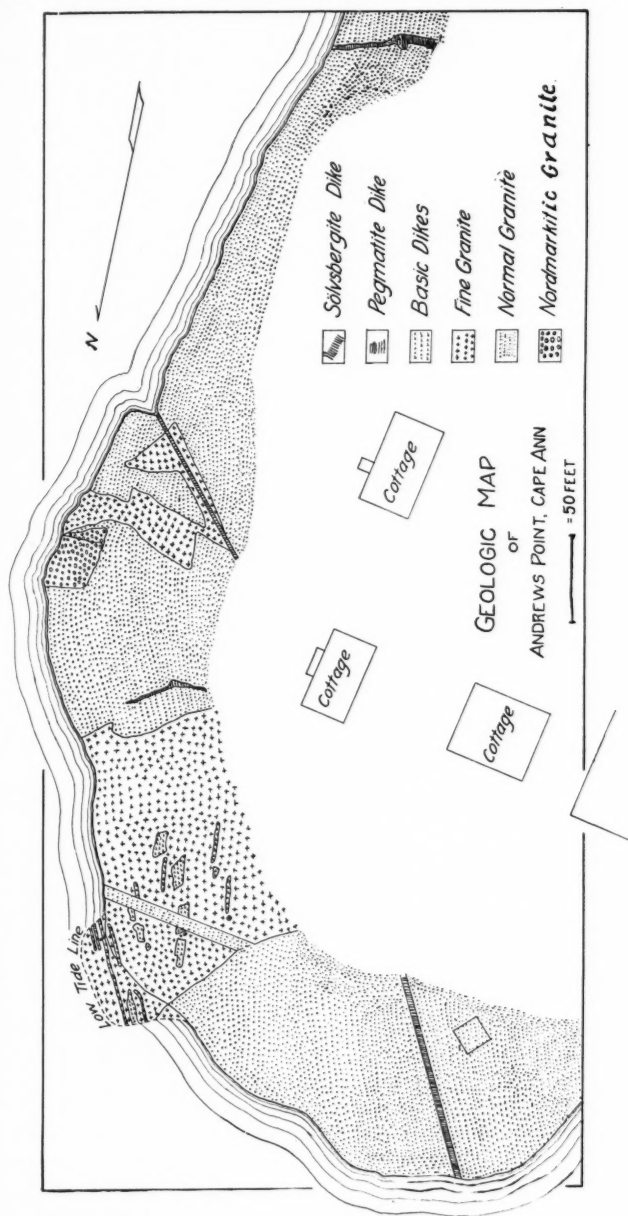 N
Low Tide Line
Sölvsbergite Dike
Pegmatite Dike
Basic Dikes
Fine Granite
Normal Granite
Nordmarkitic Granite.
Cottage
Cottage
Cottage
GEOLOGIC MAP
OF
ANDREWS POINT, CAPE ANN
= 50 FEET